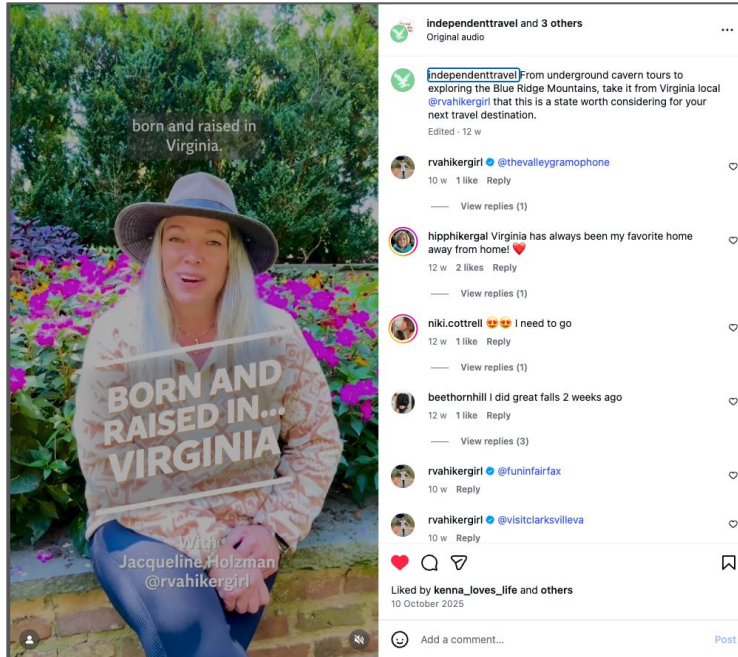 born and raised in
Virginia.
BORN AND
RAISED IN...
VIRGINIA
With
Jacqueline Holzman
@rvahikergirl
independenttravel and 3 others
Original audio
independenttravel From underground cavern tours to
exploring the Blue Ridge Mountains, take it from Virginia local
@rvahikergirl that this is a state worth considering for your
next travel destination.
Edited · 12 w
rvahikergirl @thevalleygramophone
10 w 1 like Reply
View replies (1)
hipphikergal Virginia has always been my favorite home
away from home! ❤️
12 w 2 likes Reply
View replies (1)
niki.cottrell 😍😍 I need to go
12 w 1 like Reply
View replies (1)
beethornhill I did great falls 2 weeks ago
12 w 1 like Reply
View replies (3)
rvahikergirl @funinfairfax
10 w Reply
rvahikergirl @visitclarksvilleva
10 w Reply
Liked by kenna_loves_life and others
10 October 2025
Add a comment...
Post